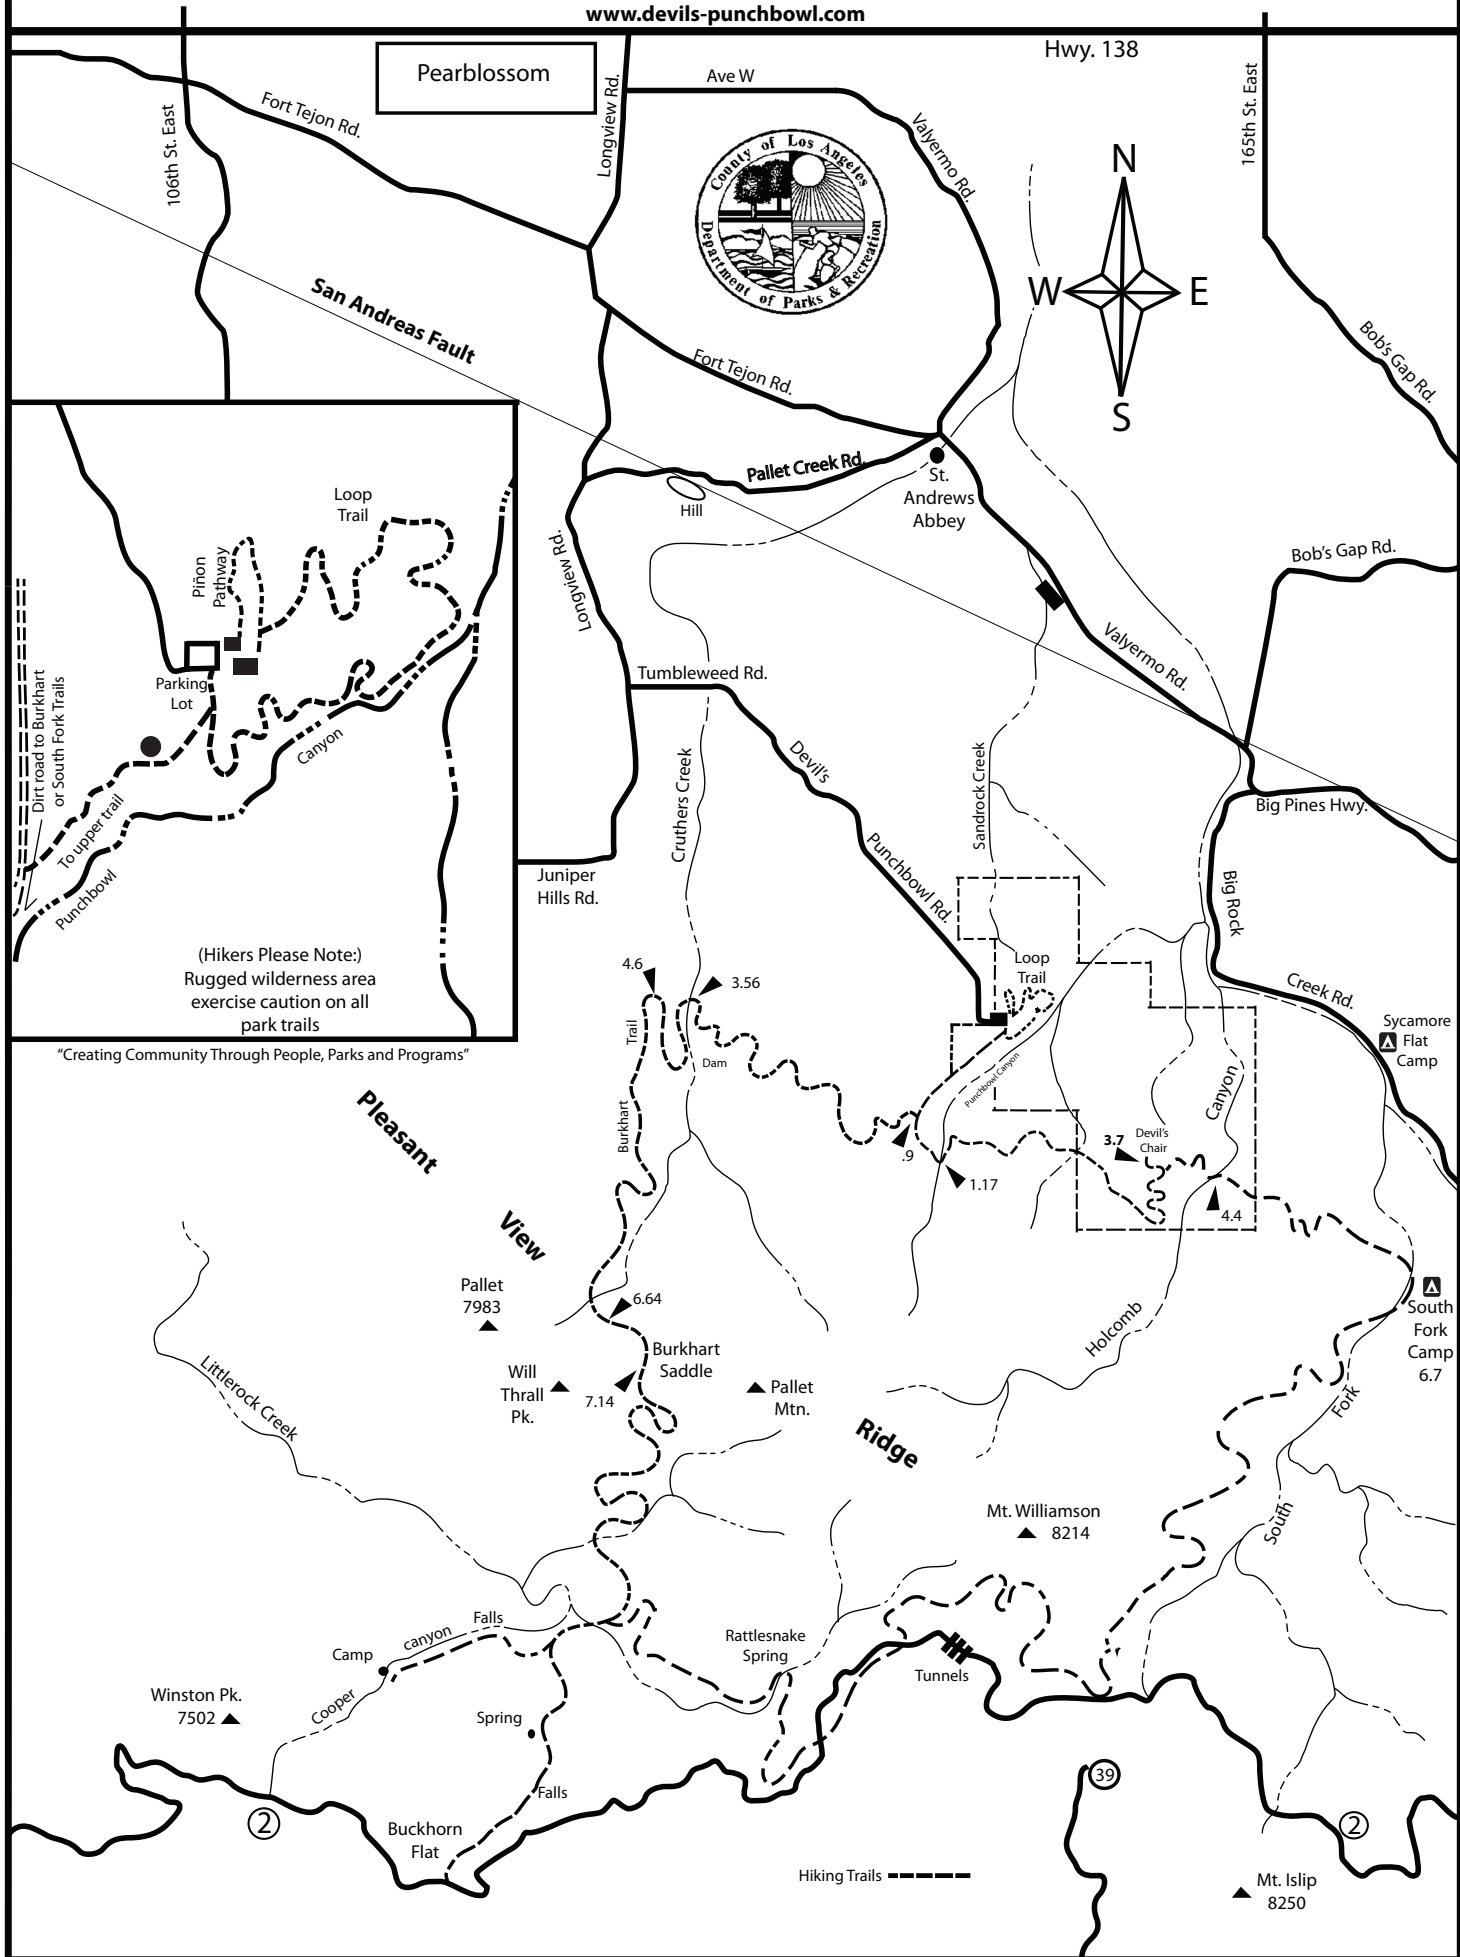 www.devils-punchbowl.com
Hwy. 138
Pearblossom
Ave W
106th St. East
Fort Tejon Rd.
Longview Rd.
Valyermo Rd.
165th St. East
County of Los Angeles
Department of Parks & Recreation
N
W
E
S
San Andreas Fault
Fort Tejon Rd.
Bob's Gap Rd.
Pallet Creek Rd.
St.
Andrews
Abbey
Hill
Longview Rd.
Bob's Gap Rd.
Valyermo Rd.
Tumbleweed Rd.
Devil's
Punchbowl Rd.
Cruthers Creek
Sandrock Creek
Big Pines Hwy.
Big Rock
Creek Rd.
Juniper
Hills Rd.
Loop
Trail
Piñon
Pathway
Parking
Lot
Canyon
Dirt road to Burkhart
or South Fork Trails
To upper trail
Punchbowl
(Hikers Please Note:)
Rugged wilderness area
exercise caution on all
park trails
"Creating Community Through People, Parks and Programs"
4.6
3.56
Loop
Trail
Trail
Dam
Punchbowl Canyon
Sycamore
Flat
Camp
Canyon
Burkhart
Pleasant
.9
3.7
Devil's
Chair
1.17
4.4
View
Pallet
7983
6.64
South
Fork
Camp
6.7
Holcomb
Burkhart
Saddle
Will
Thrall
Pk.
7.14
Pallet
Mtn.
Littlerock Creek
Ridge
Fork
South
Mt. Williamson
8214
Falls
canyon
Camp
Cooper
Rattlesnake
Spring
Tunnels
Winston Pk.
7502
Spring
Falls
39
2
Buckhorn
Flat
2
Hiking Trails
Mt. Islip
8250